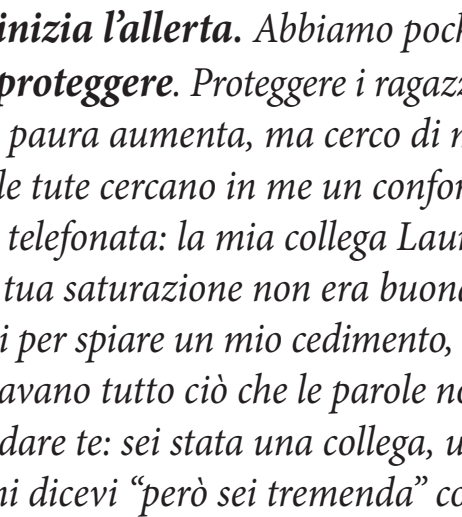 inizia l’allerta. Abbiamo poch
proteggere. Proteggere i ragazz
paura aumenta, ma cerco di n
le tute cercano in me un confor
telefonata: la mia collega Laur
tua saturazione non era buona
i per spiare un mio cedimento,
avano tutto ciò che le parole no
dare te: sei stata una collega, u
ni dicevi “però sei tremenda” co